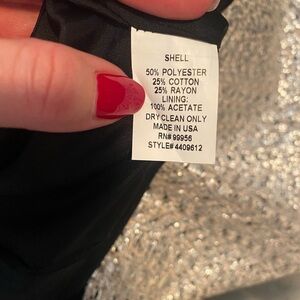 SHELL
50% POLYESTER
25% COTTON
25% RAYON
LINING:
100% ACETATE
DRY CLEAN ONLY
MADE IN USA
RN# 99956
STYLE# 4409612